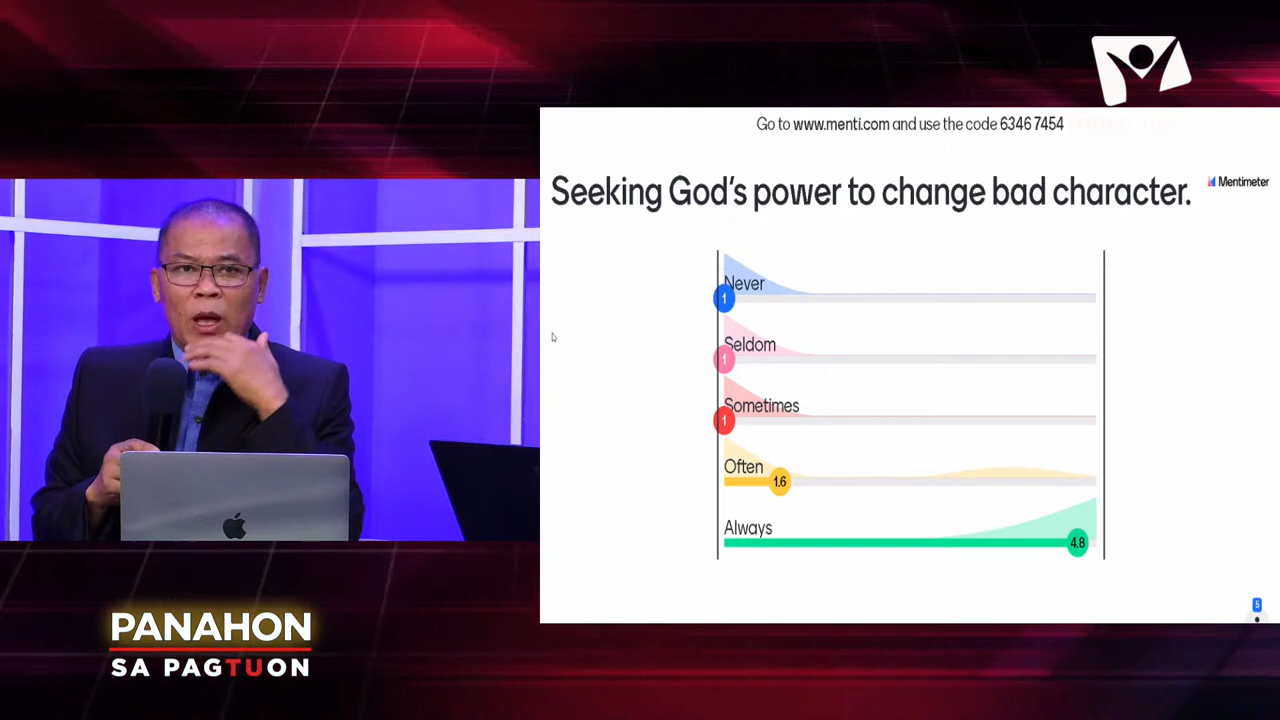 Go to www.menti.com and use the code 6346 7454
Seeking God's power to change bad character.
Mentimeter
Never
1
Seldom
1
Sometimes
1
Often
1.6
Always
4.8
5
PANAHON
SA PAGTUON